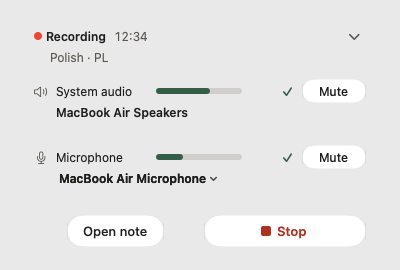 Recording 12:34
Polish · PL
System audio Mute
MacBook Air Speakers
Microphone Mute
MacBook Air Microphone
Open note Stop